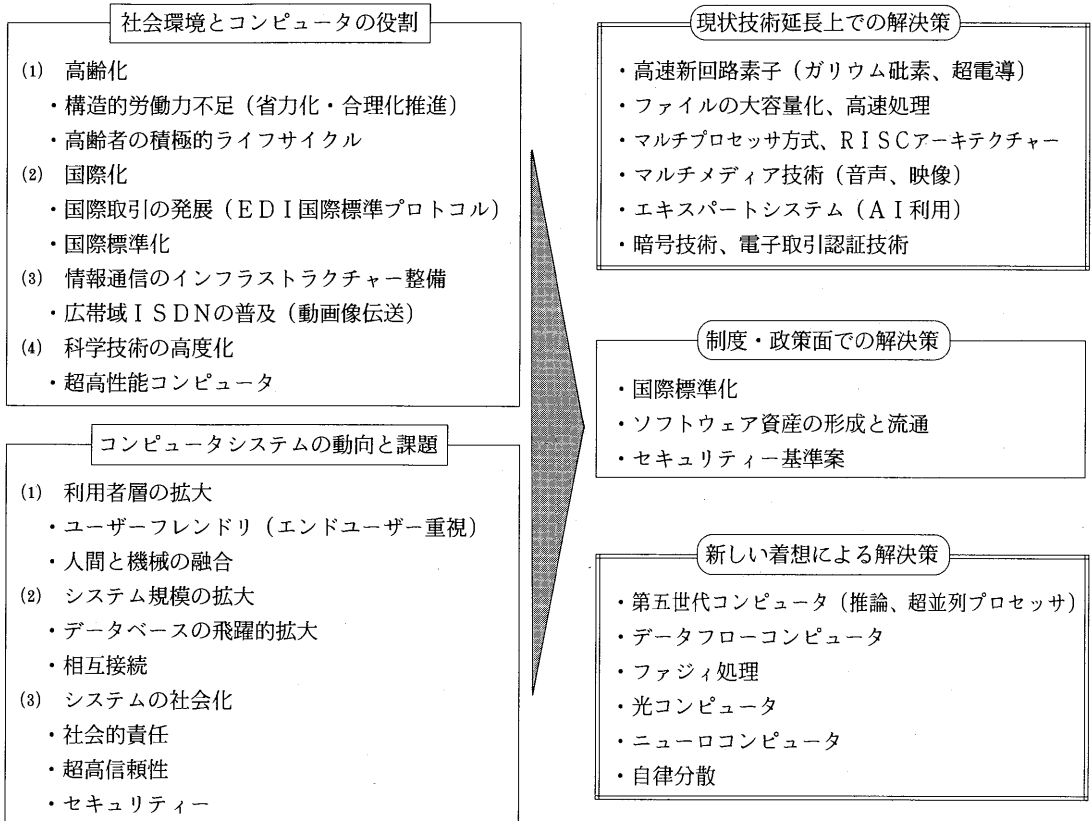 社会環境とコンピュータの役割
(1) 高齢化
・構造的労働力不足（省力化・合理化推進）
・高齢者の積極的ライフサイクル
(2) 国際化
・国際取引の発展（ＥＤＩ国際標準プロトコル）
・国際標準化
(3) 情報通信のインフラストラクチャー整備
・広帯域ＩＳＤＮの普及（動画像伝送）
(4) 科学技術の高度化
・超高性能コンピュータ
コンピュータシステムの動向と課題
(1) 利用者層の拡大
・ユーザーフレンドリ（エンドユーザー重視）
・人間と機械の融合
(2) システム規模の拡大
・データベースの飛躍的拡大
・相互接続
(3) システムの社会化
・社会的責任
・超高信頼性
・セキュリティー
現状技術延長上での解決策
・高速新回路素子（ガリウム砒素、超電導）
・ファイルの大容量化、高速処理
・マルチプロセッサ方式、ＲＩＳＣアーキテクチャー
・マルチメディア技術（音声、映像）
・エキスパートシステム（ＡＩ利用）
・暗号技術、電子取引認証技術
制度・政策面での解決策
・国際標準化
・ソフトウェア資産の形成と流通
・セキュリティー基準案
新しい着想による解決策
・第五世代コンピュータ（推論、超並列プロセッサ）
・データフローコンピュータ
・ファジィ処理
・光コンピュータ
・ニューロコンピュータ
・自律分散